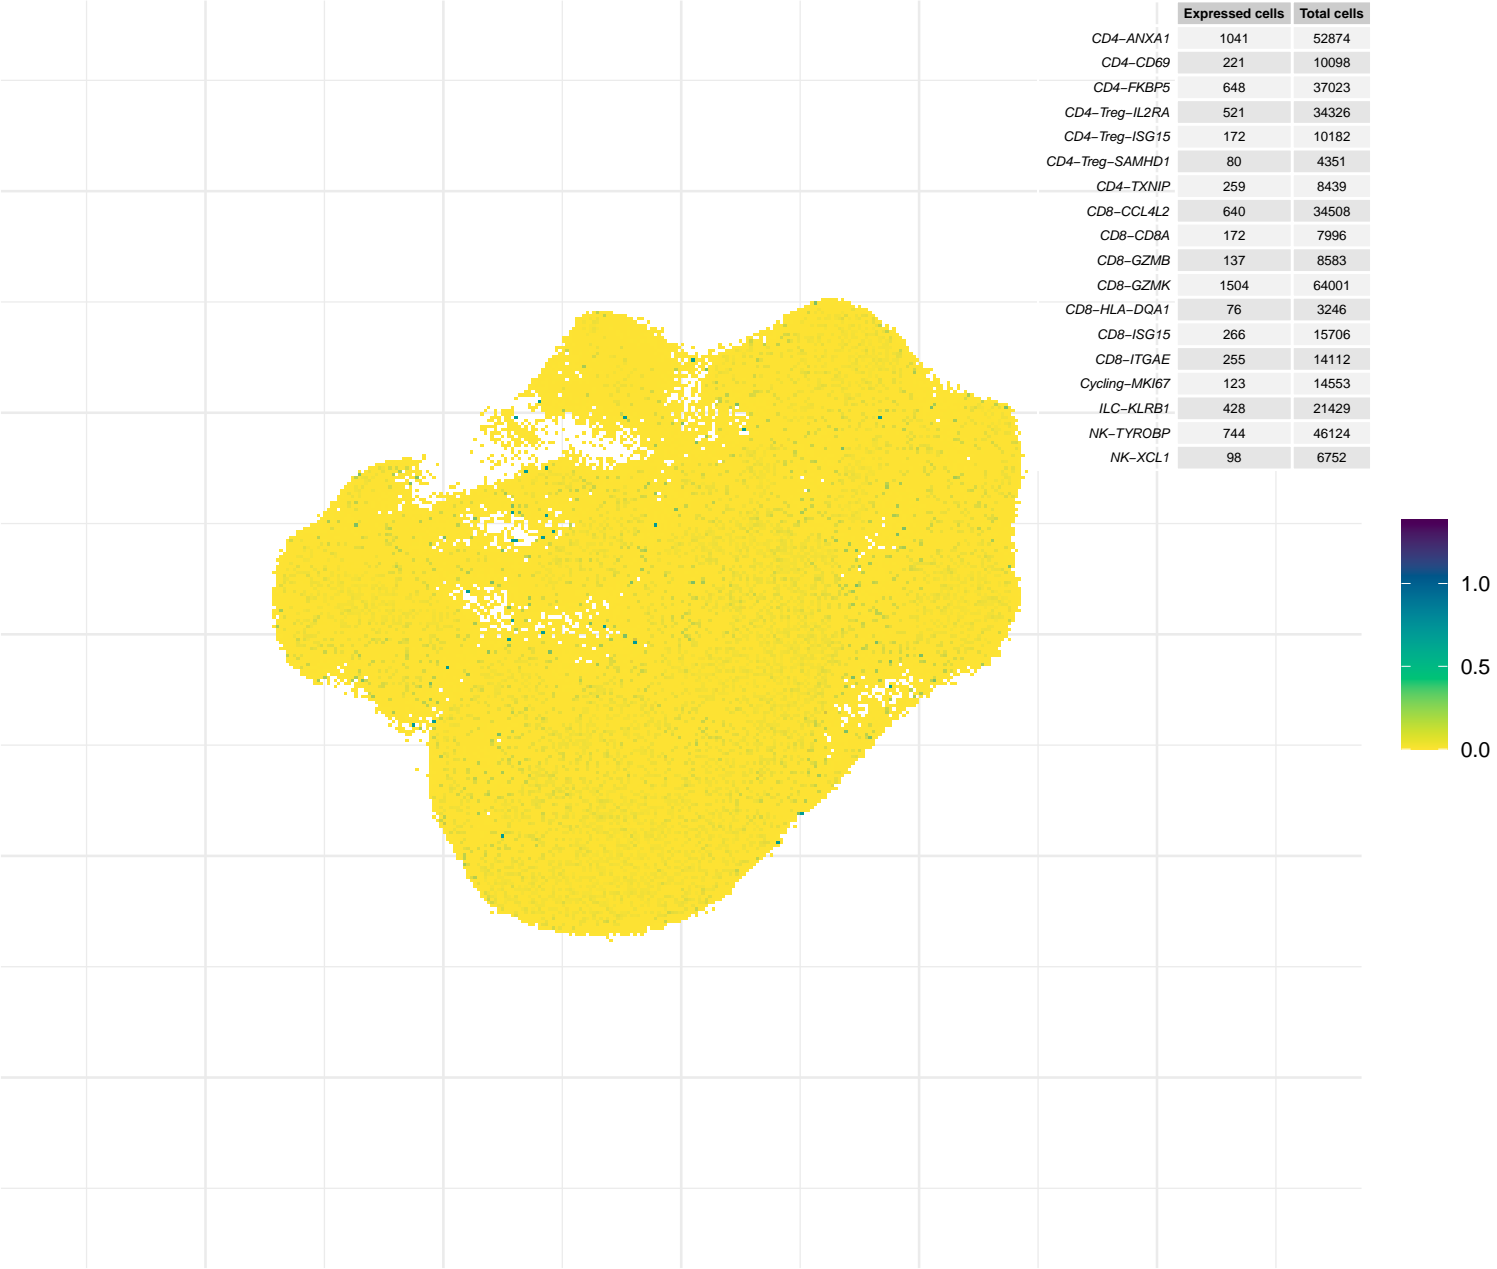 Expressed cells Total cells
CD4−ANXA1 1041 52874
CD4−CD69 221 10098
CD4−FKBP5 648 37023
CD4−Treg−IL2RA 521 34326
CD4−Treg−ISG15 172 10182
CD4−Treg−SAMHD1 80 4351
CD4−TXNIP 259 8439
CD8−CCL4L2 640 34508
CD8−CD8A 172 7996
CD8−GZMB 137 8583
CD8−GZMK 1504 64001
CD8−HLA−DQA1 76 3246
CD8−ISG15 266 15706
CD8−ITGAE 255 14112
Cycling−MKI67 123 14553
ILC−KLRB1 428 21429
NK−TYROBP 744 46124
NK−XCL1 98 6752
1.0
0.5
0.0